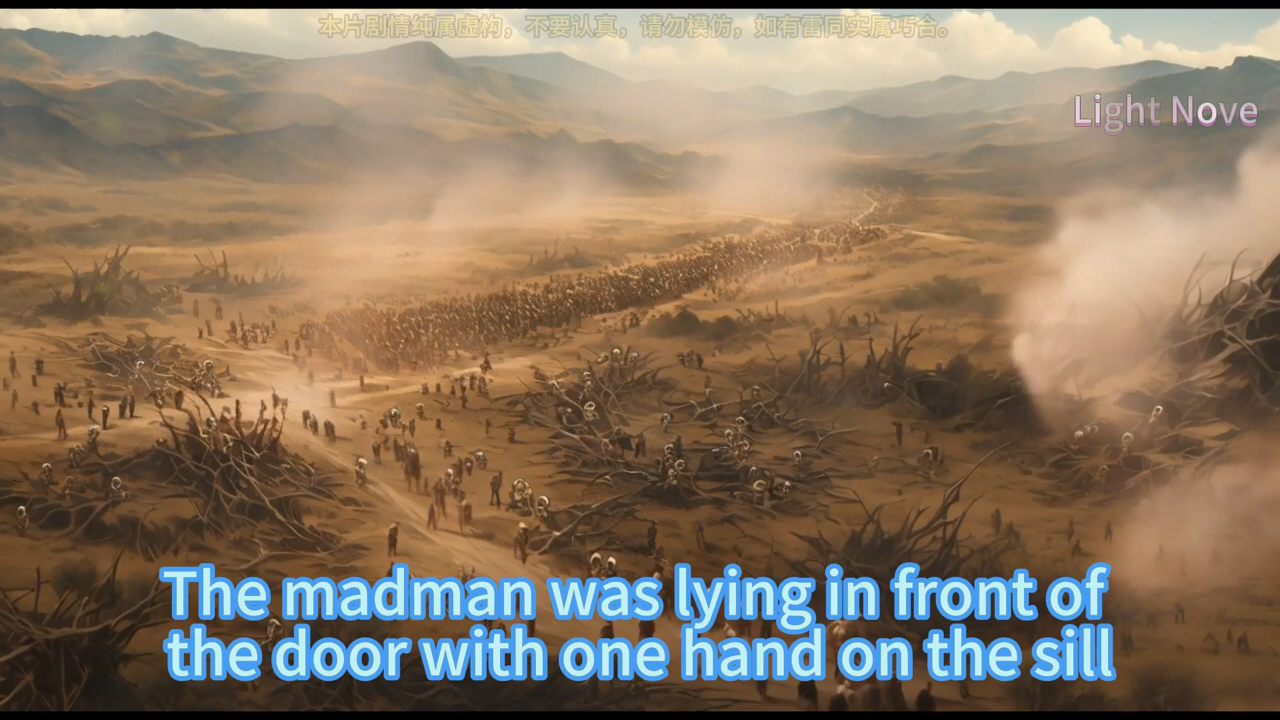 本片剧情纯属虚构，不要认真，请勿模仿，如有雷同实属巧合。
Light Nove
The madman was lying in front of
the door with one hand on the sill